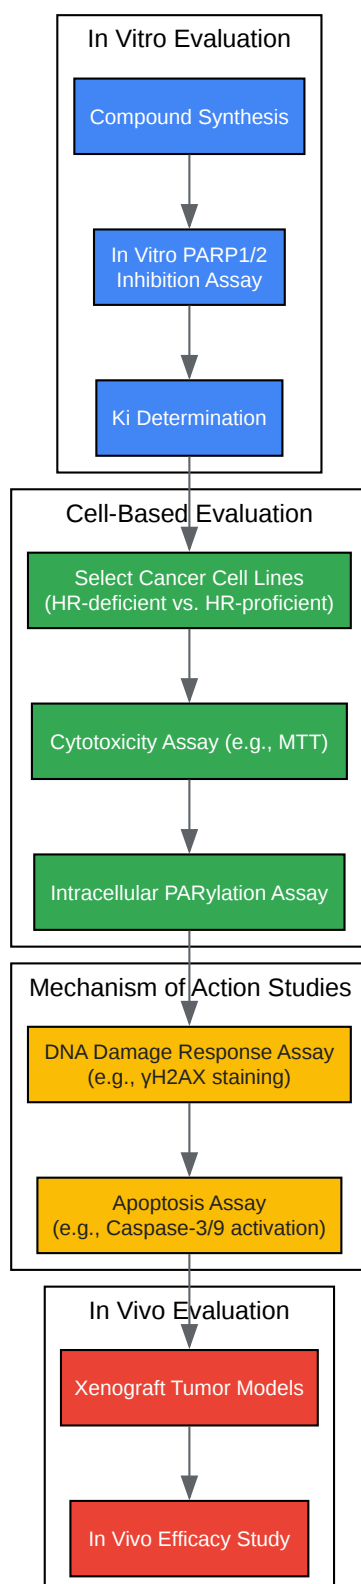 In Vitro Evaluation
Compound Synthesis
In Vitro PARP1/2
Inhibition Assay
Ki Determination
Cell-Based Evaluation
Select Cancer Cell Lines
(HR-deficient vs. HR-proficient)
Cytotoxicity Assay (e.g., MTT)
Intracellular PARylation Assay
Mechanism of Action Studies
DNA Damage Response Assay
(e.g., γH2AX staining)
Apoptosis Assay
(e.g., Caspase-3/9 activation)
In Vivo Evaluation
Xenograft Tumor Models
In Vivo Efficacy Study